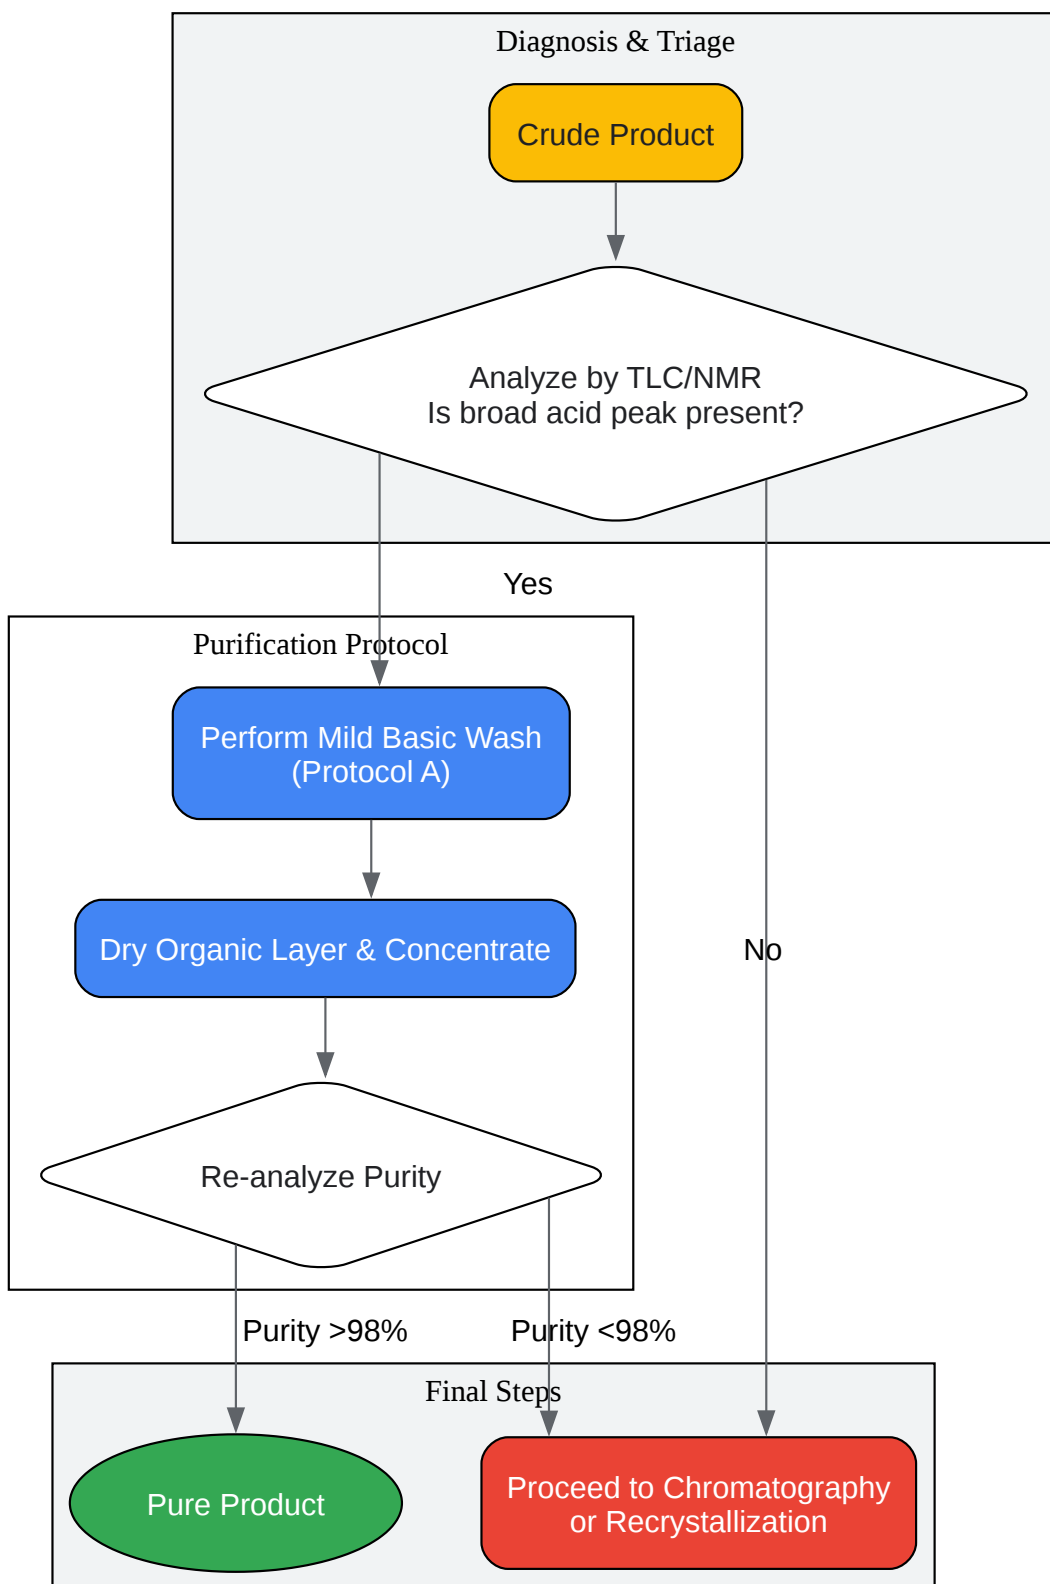 Diagnosis & Triage
Crude Product
Analyze by TLC/NMR
Is broad acid peak present?
Yes
Purification Protocol
Perform Mild Basic Wash
(Protocol A)
Dry Organic Layer & Concentrate
No
Re-analyze Purity
Purity >98%
Purity <98%
Final Steps
Pure Product
Proceed to Chromatography
or Recrystallization